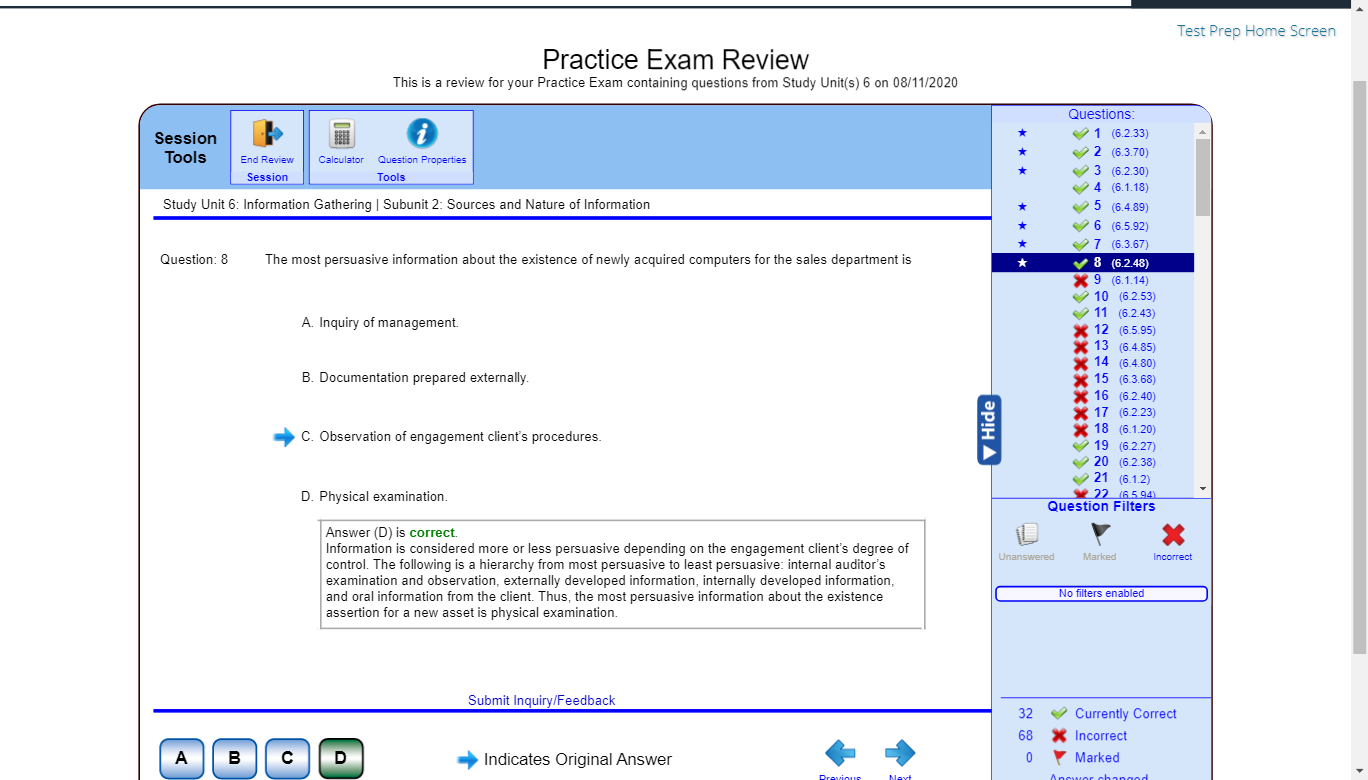 Test Prep Home Screen
Practice Exam Review
This is a review for your Practice Exam containing questions from Study Unit(s) 6 on 08/11/2020
Session Tools
End Review
Session
Calculator
Question Properties
Tools
Study Unit 6: Information Gathering | Subunit 2: Sources and Nature of Information
Question: 8 The most persuasive information about the existence of newly acquired computers for the sales department is
A. Inquiry of management.
B. Documentation prepared externally.
C. Observation of engagement client's procedures.
D. Physical examination.
Answer (D) is correct.
Information is considered more or less persuasive depending on the engagement client's degree of
control. The following is a hierarchy from most persuasive to least persuasive: internal auditor's
examination and observation, externally developed information, internally developed information,
and oral information from the client. Thus, the most persuasive information about the existence
assertion for a new asset is physical examination.
Submit Inquiry/Feedback
A B C D
Indicates Original Answer
Previous
Next
Hide
Questions:
1 (6.2.33)
2 (6.3.70)
3 (6.2.30)
4 (6.1.18)
5 (6.4.89)
6 (6.5.92)
7 (6.3.67)
8 (6.2.48)
9 (6.1.14)
10 (6.2.53)
11 (6.2.43)
12 (6.5.95)
13 (6.4.85)
14 (6.4.80)
15 (6.3.68)
16 (6.2.40)
17 (6.2.23)
18 (6.1.20)
19 (6.2.27)
20 (6.2.38)
21 (6.1.2)
22 (6.5.94)
Question Filters
Unanswered
Marked
Incorrect
No filters enabled
32 Currently Correct
68 Incorrect
0 Marked
Answer changed